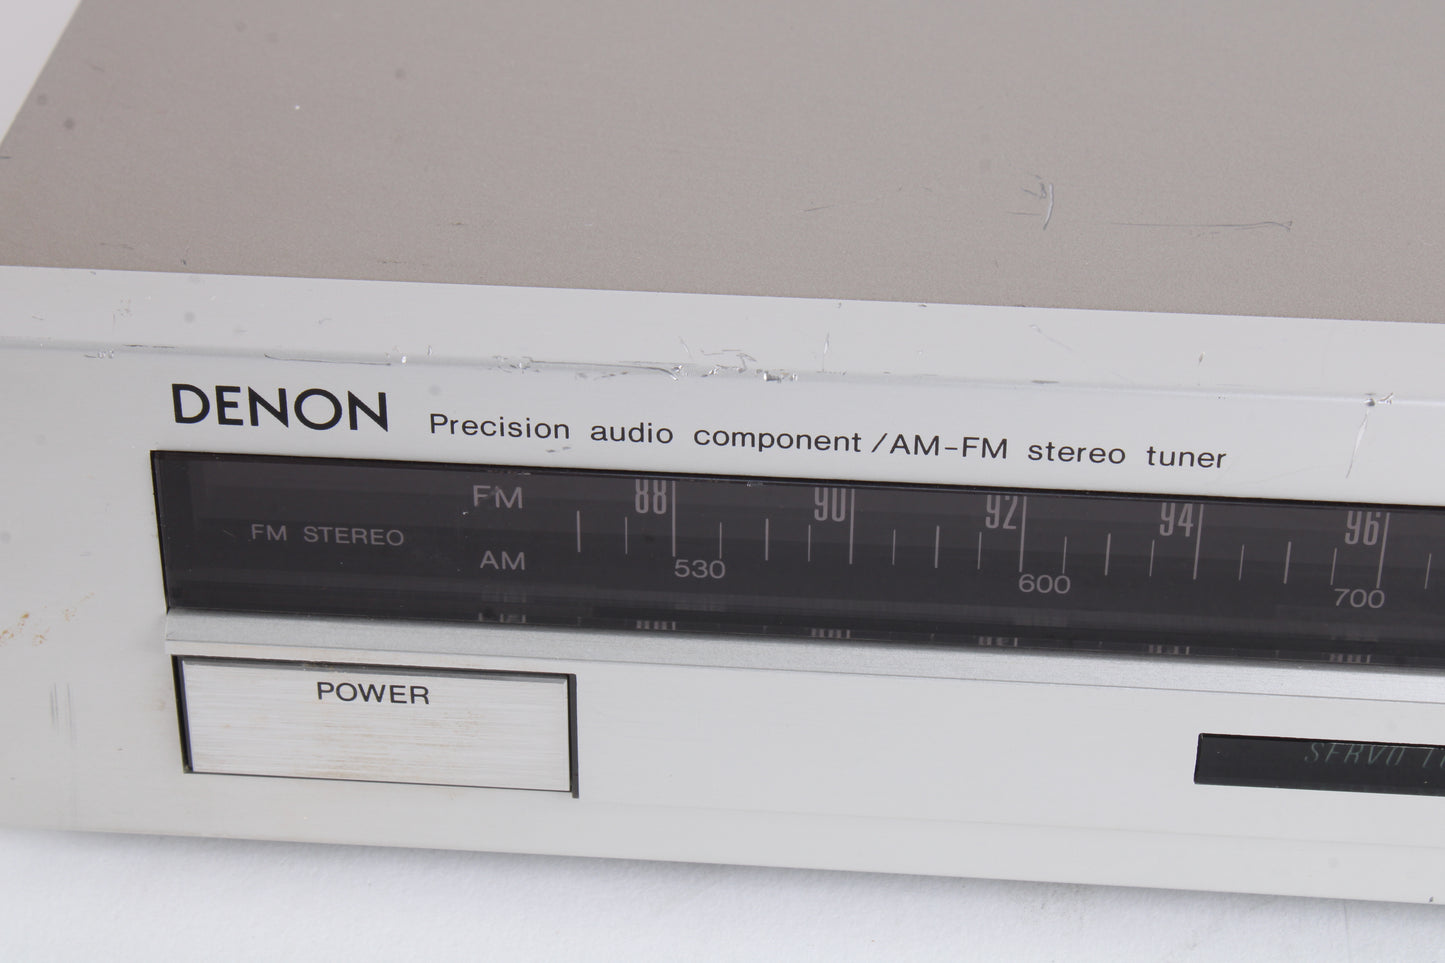 DENON Precision audio component / AM-FM stereo tuner
FM 88 90 92 94 96
FM STEREO
AM 530 600 700
POWER
SERVO